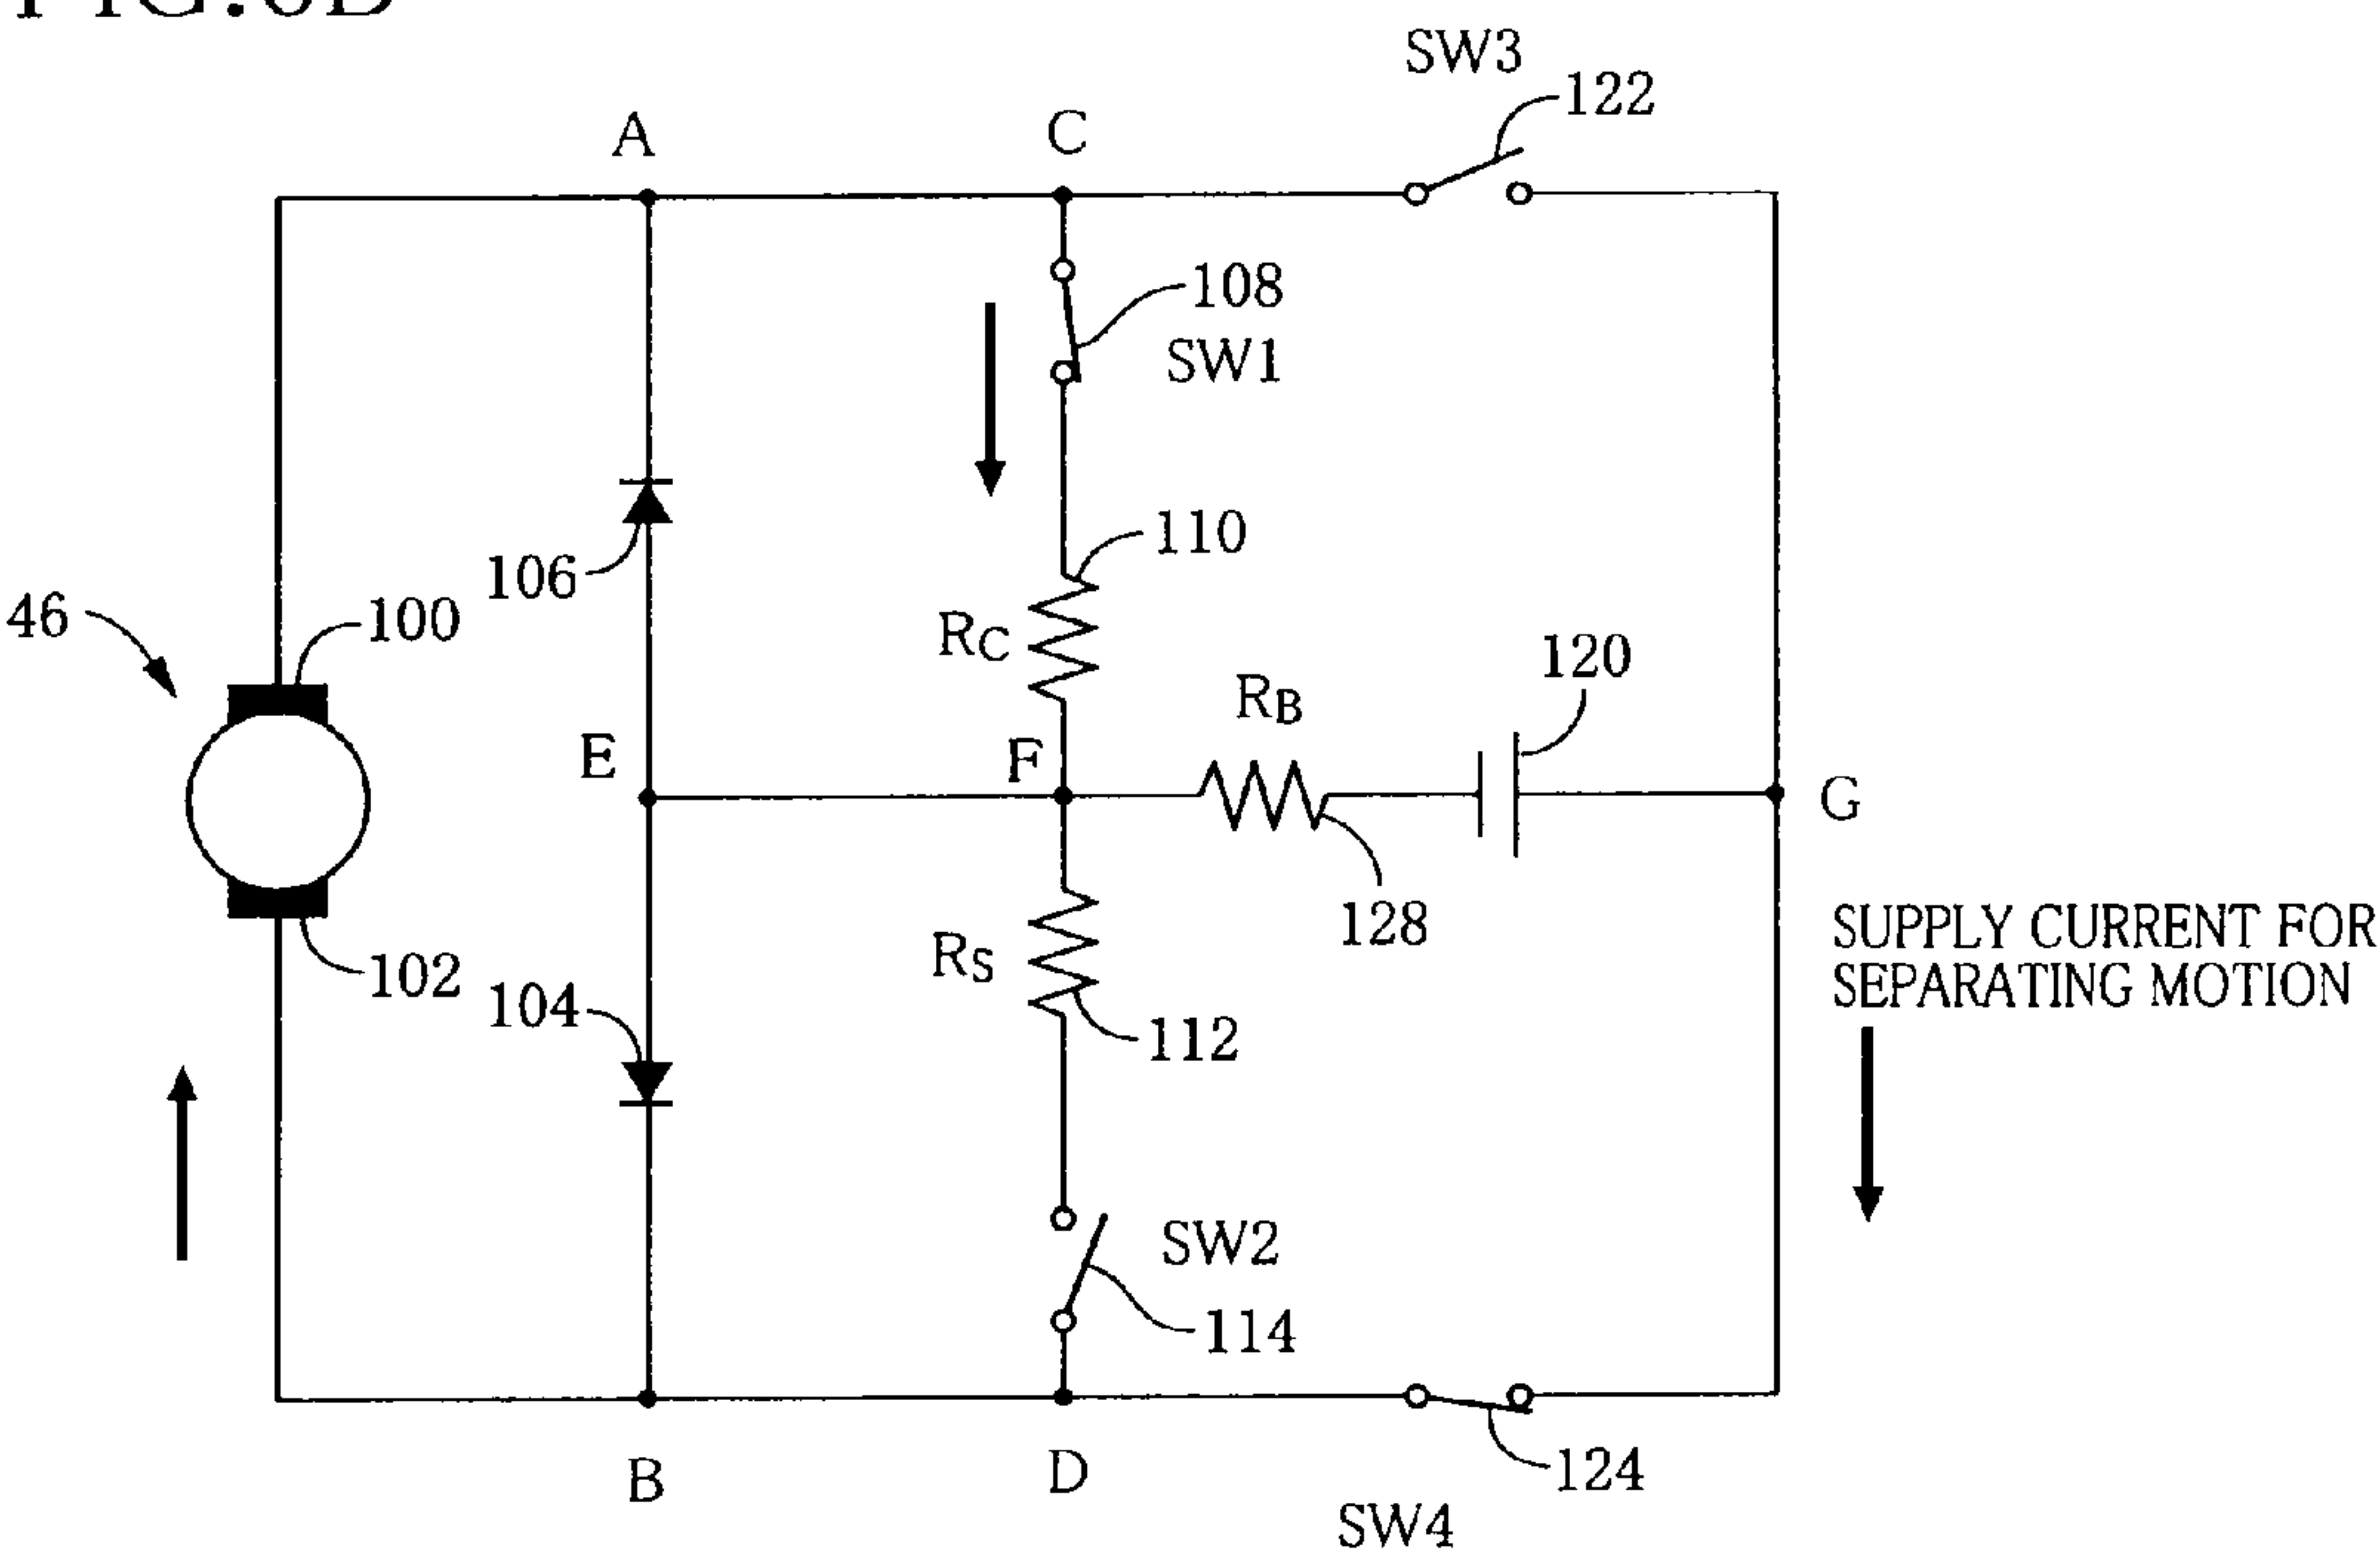 SW3
122
A
C
108
SW1
110
106
RC
46
100
120
RB
E
F
G
128
SUPPLY CURRENT FOR
SEPARATING MOTION
RS
102
104
112
SW2
114
B
D
124
SW4